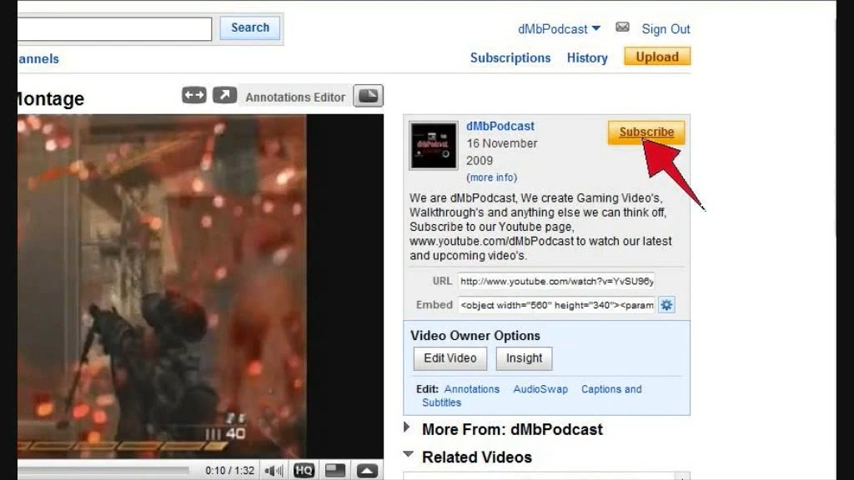 Search
dMbPodcast
Sign Out
annels
Subscriptions
History
Upload
Montage
Annotations Editor
dMbPodcast
Subscribe
16 November
2009
(more info)
We are dMbPodcast, We create Gaming Video's,
Walkthrough's and anything else we can think off,
Subscribe to our Youtube page,
www.youtube.com/dMbPodcast to watch our latest
and upcoming video's.
URL http://www.youtube.com/watch?v=YvSU96y
Embed <object width="560" height="340"><param
Video Owner Options
Edit Video
Insight
Edit: Annotations AudioSwap Captions and
Subtitles
40
More From: dMbPodcast
Related Videos
0:10 / 1:32
HQ